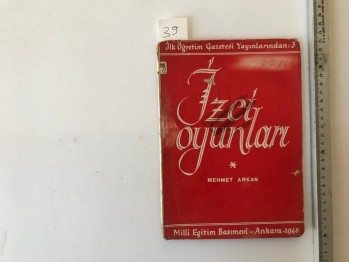 39
İlk Öğretim Gazetesi Yayınlarından: 3
İzci
oyunları
MEHMET ARKAN
Milli Eğitim Basımevi - Ankara - 1946